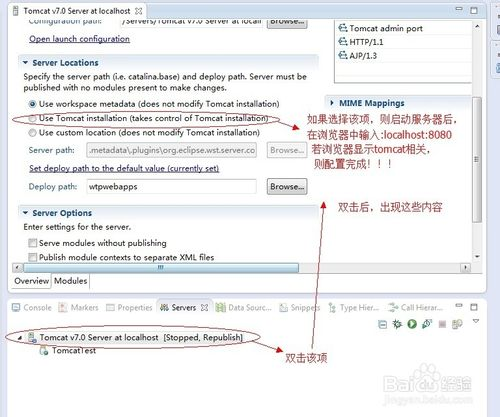 Tomcat v7.0 Server at localhost
Configuration path: /Servers/Tomcat v7.0 Server at locall
Browse...
Open launch configuration
Server Locations
Specify the server path (i.e. catalina.base) and deploy path. Server must be
published with no modules present to make changes.
Use workspace metadata (does not modify Tomcat installation)
Use Tomcat installation (takes control of Tomcat installation)
Use custom location (does not modify Tomcat installation)
Server path: .metadata\.plugins\org.eclipse.wst.server.co
Browse...
Set deploy path to the default value (currently set)
Deploy path: wtpwebapps
Browse...
Server Options
Enter settings for the server.
Serve modules without publishing
Publish module contexts to separate XML files
Overview
Modules
Tomcat admin port
HTTP/1.1
AJP/1.3
MIME Mappings
如果选择该项，则启动服务器后，
在浏览器中输入:localhost:8080
若浏览器显示tomcat相关，
则配置完成！！！
双击后，出现这些内容
Console
Markers
Properties
Servers
Data Sourc...
Snippets
Type Hier...
Call Hierar...
Tomcat v7.0 Server at localhost [Stopped, Republish]
TomcatTest
双击该项
Bai 百度 经验
jingyan.baidu.com